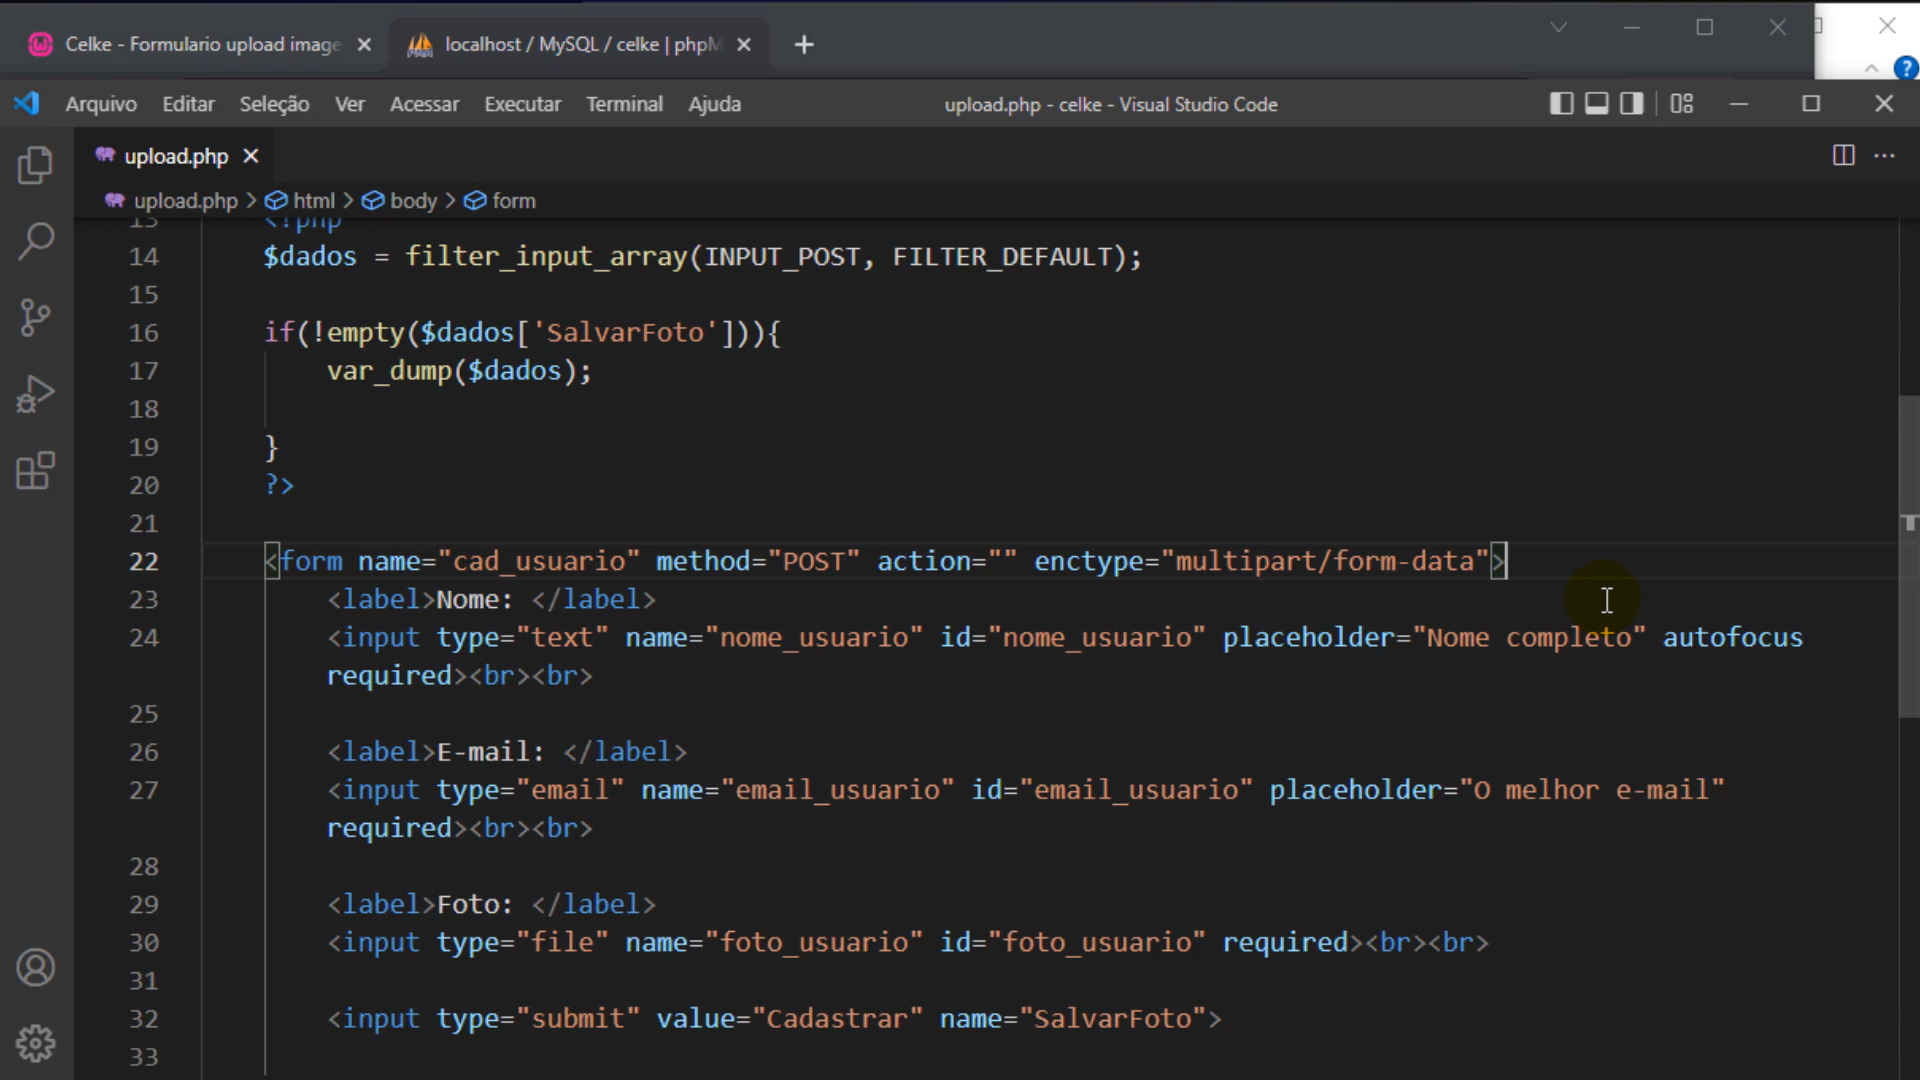 Celke - Formulario upload image
localhost / MySQL / celke | phpM
Arquivo Editar Seleção Ver Acessar Executar Terminal Ajuda
upload.php - celke - Visual Studio Code
upload.php
upload.php > html > body > form
13 <?php
14 $dados = filter_input_array(INPUT_POST, FILTER_DEFAULT);
15
16 if(!empty($dados['SalvarFoto'])){
17 var_dump($dados);
18
19 }
20 ?>
21
22 <form name="cad_usuario" method="POST" action="" enctype="multipart/form-data">
23 <label>Nome: </label>
24 <input type="text" name="nome_usuario" id="nome_usuario" placeholder="Nome completo" autofocus
required><br><br>
25
26 <label>E-mail: </label>
27 <input type="email" name="email_usuario" id="email_usuario" placeholder="O melhor e-mail"
required><br><br>
28
29 <label>Foto: </label>
30 <input type="file" name="foto_usuario" id="foto_usuario" required><br><br>
31
32 <input type="submit" value="Cadastrar" name="SalvarFoto">
33